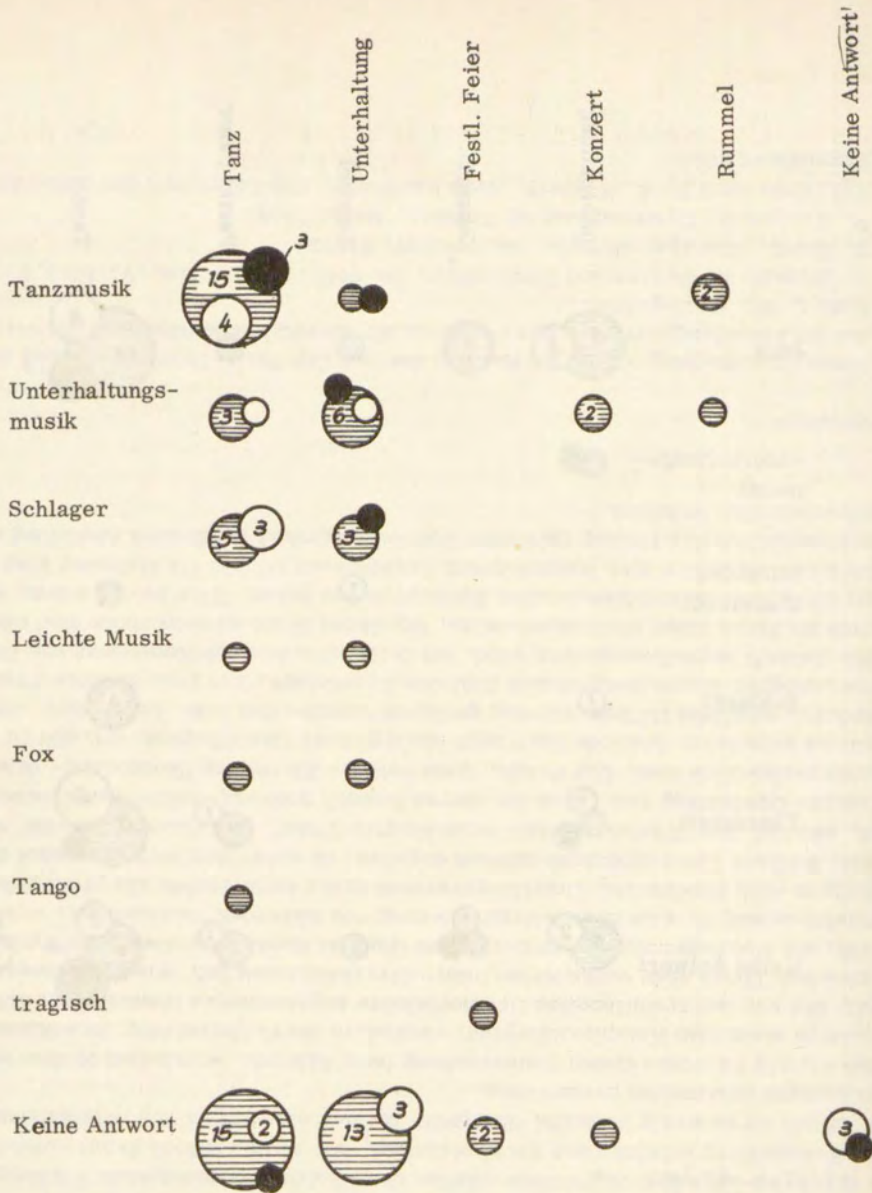 Tanz
Unterhaltung
Festl. Feier
Konzert
Rummel
Keine Antwort
3
Tanzmusik
15
4
2
Unterhaltungs-
musik
3
6
2
Schlager
5
3
3
Leichte Musik
Fox
Tango
tragisch
Keine Antwort
15
2
13
3
2
3